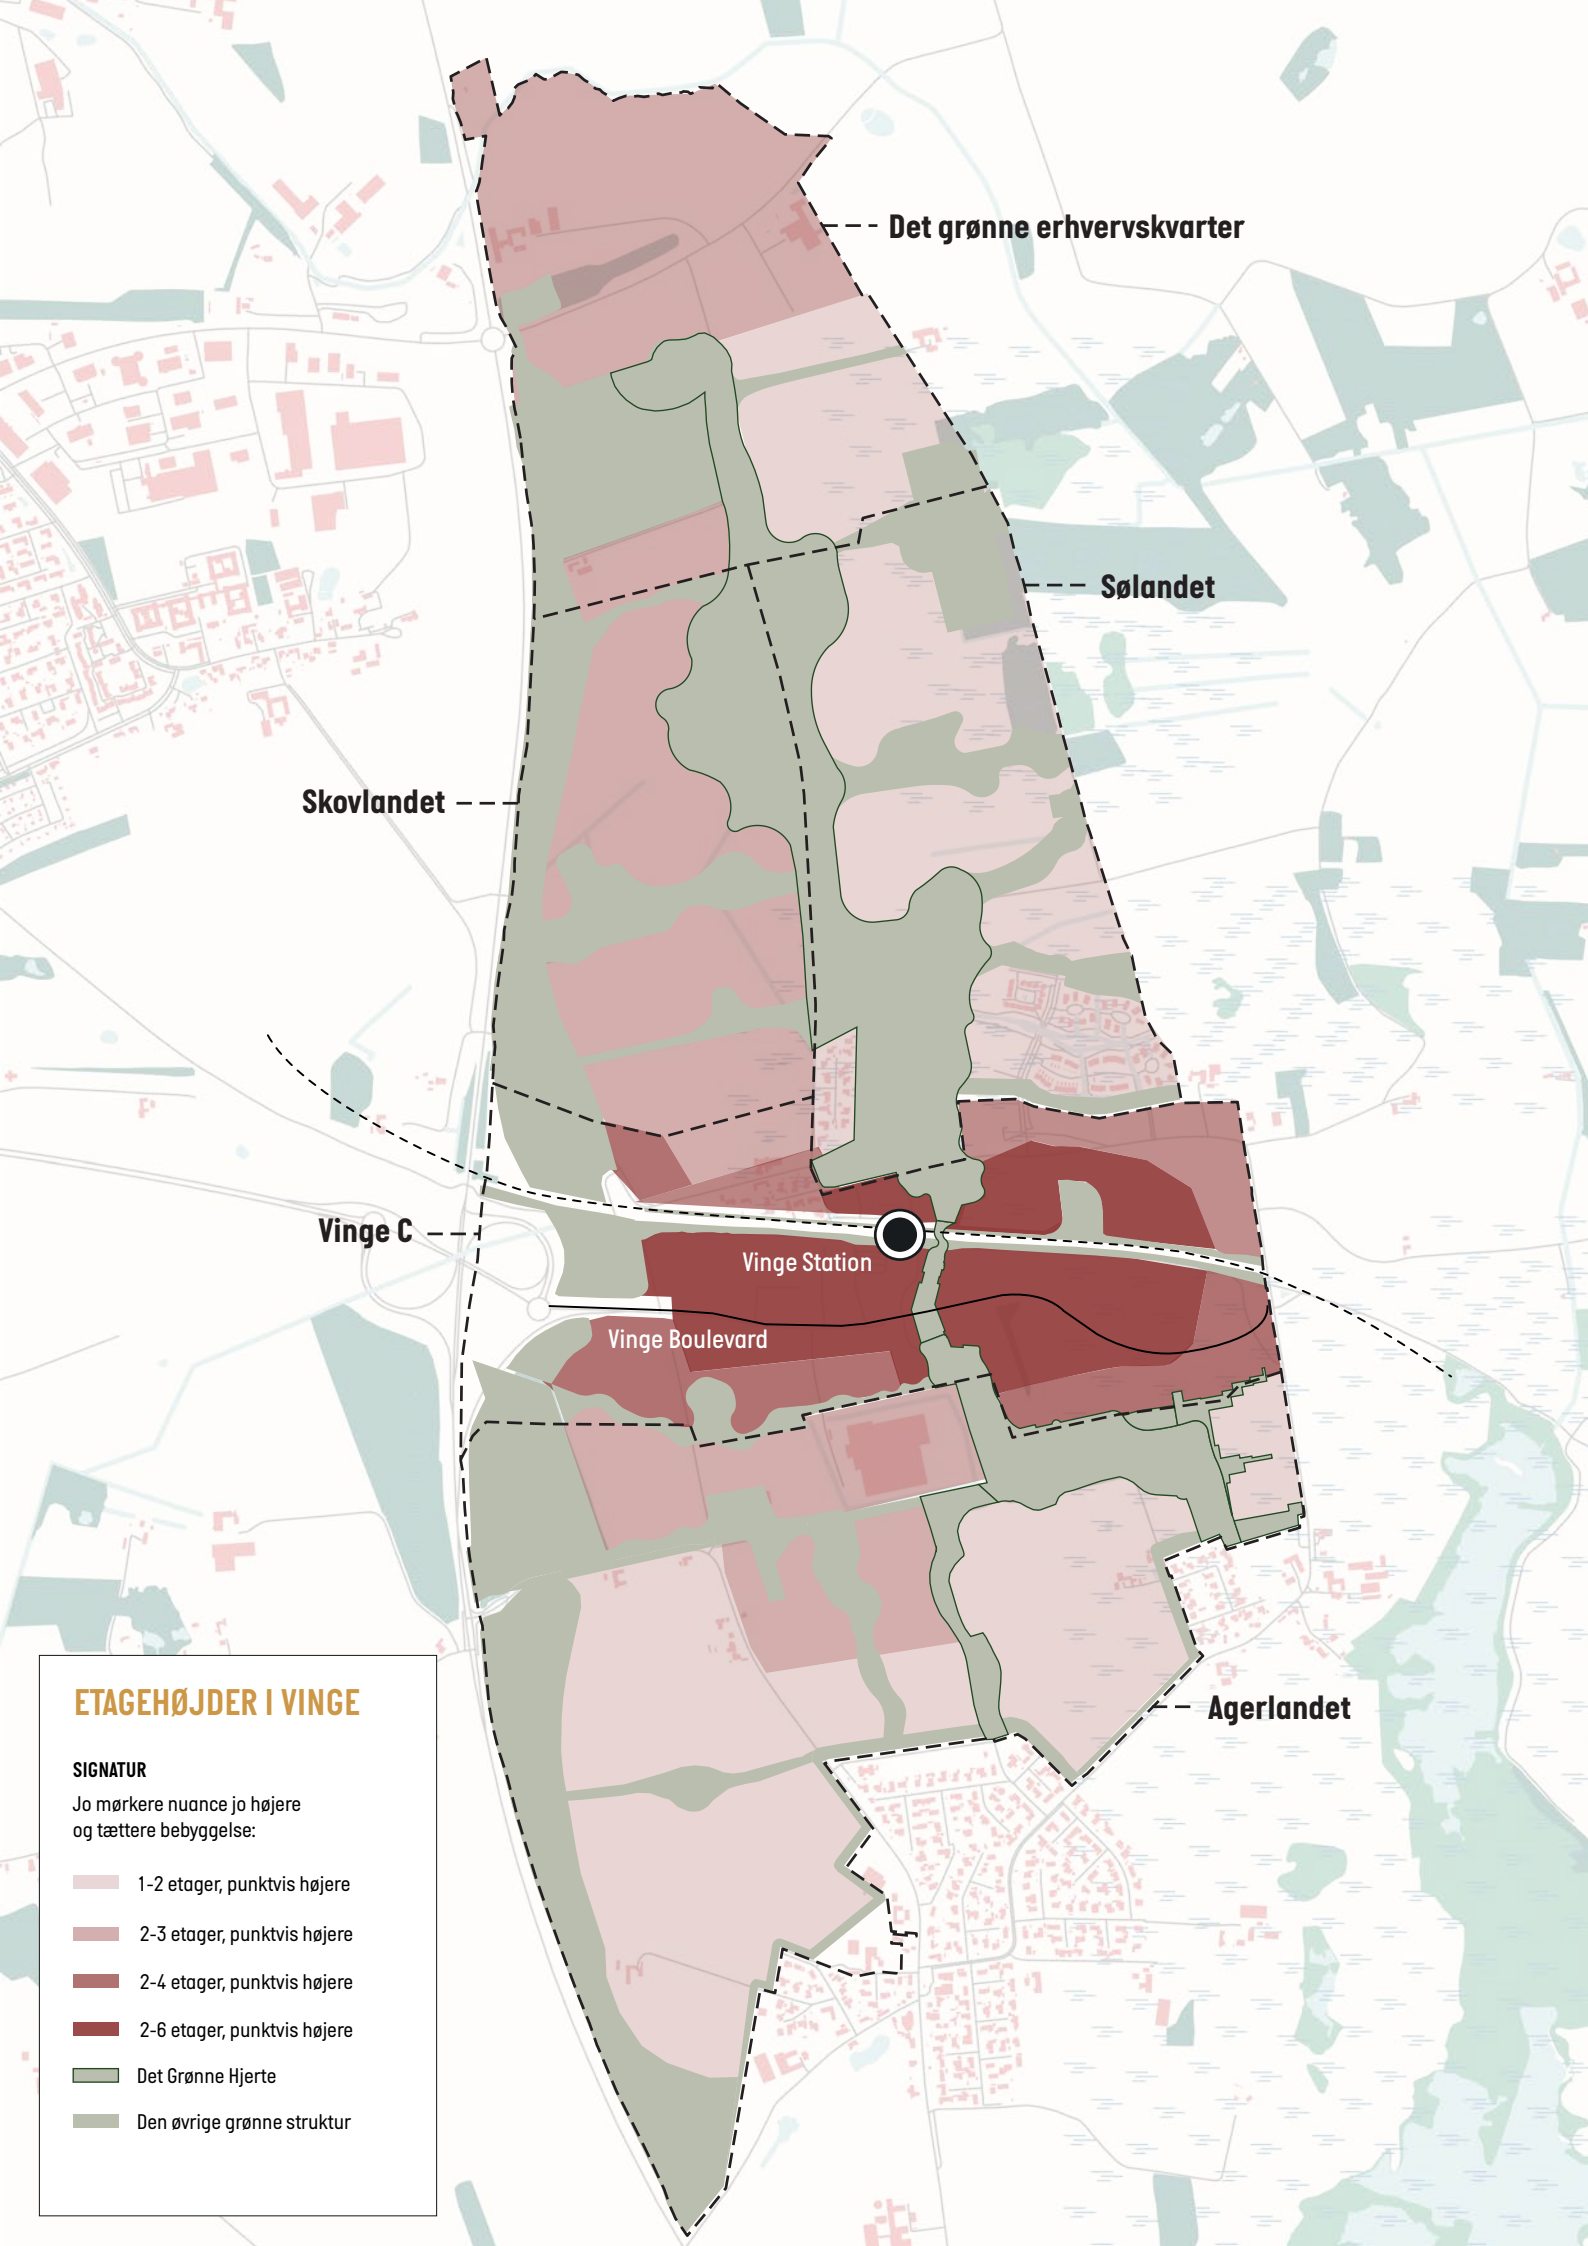 Det grønne erhvervskvarter
Sølandet
Skovlandet
Vinge C
Vinge Station
Vinge Boulevard
Agerlandet
ETAGEHØJDER I VINGE
SIGNATUR
Jo mørkere nuance jo højere
og tættere bebyggelse:
1-2 etager, punktvis højere
2-3 etager, punktvis højere
2-4 etager, punktvis højere
2-6 etager, punktvis højere
Det Grønne Hjerte
Den øvrige grønne struktur